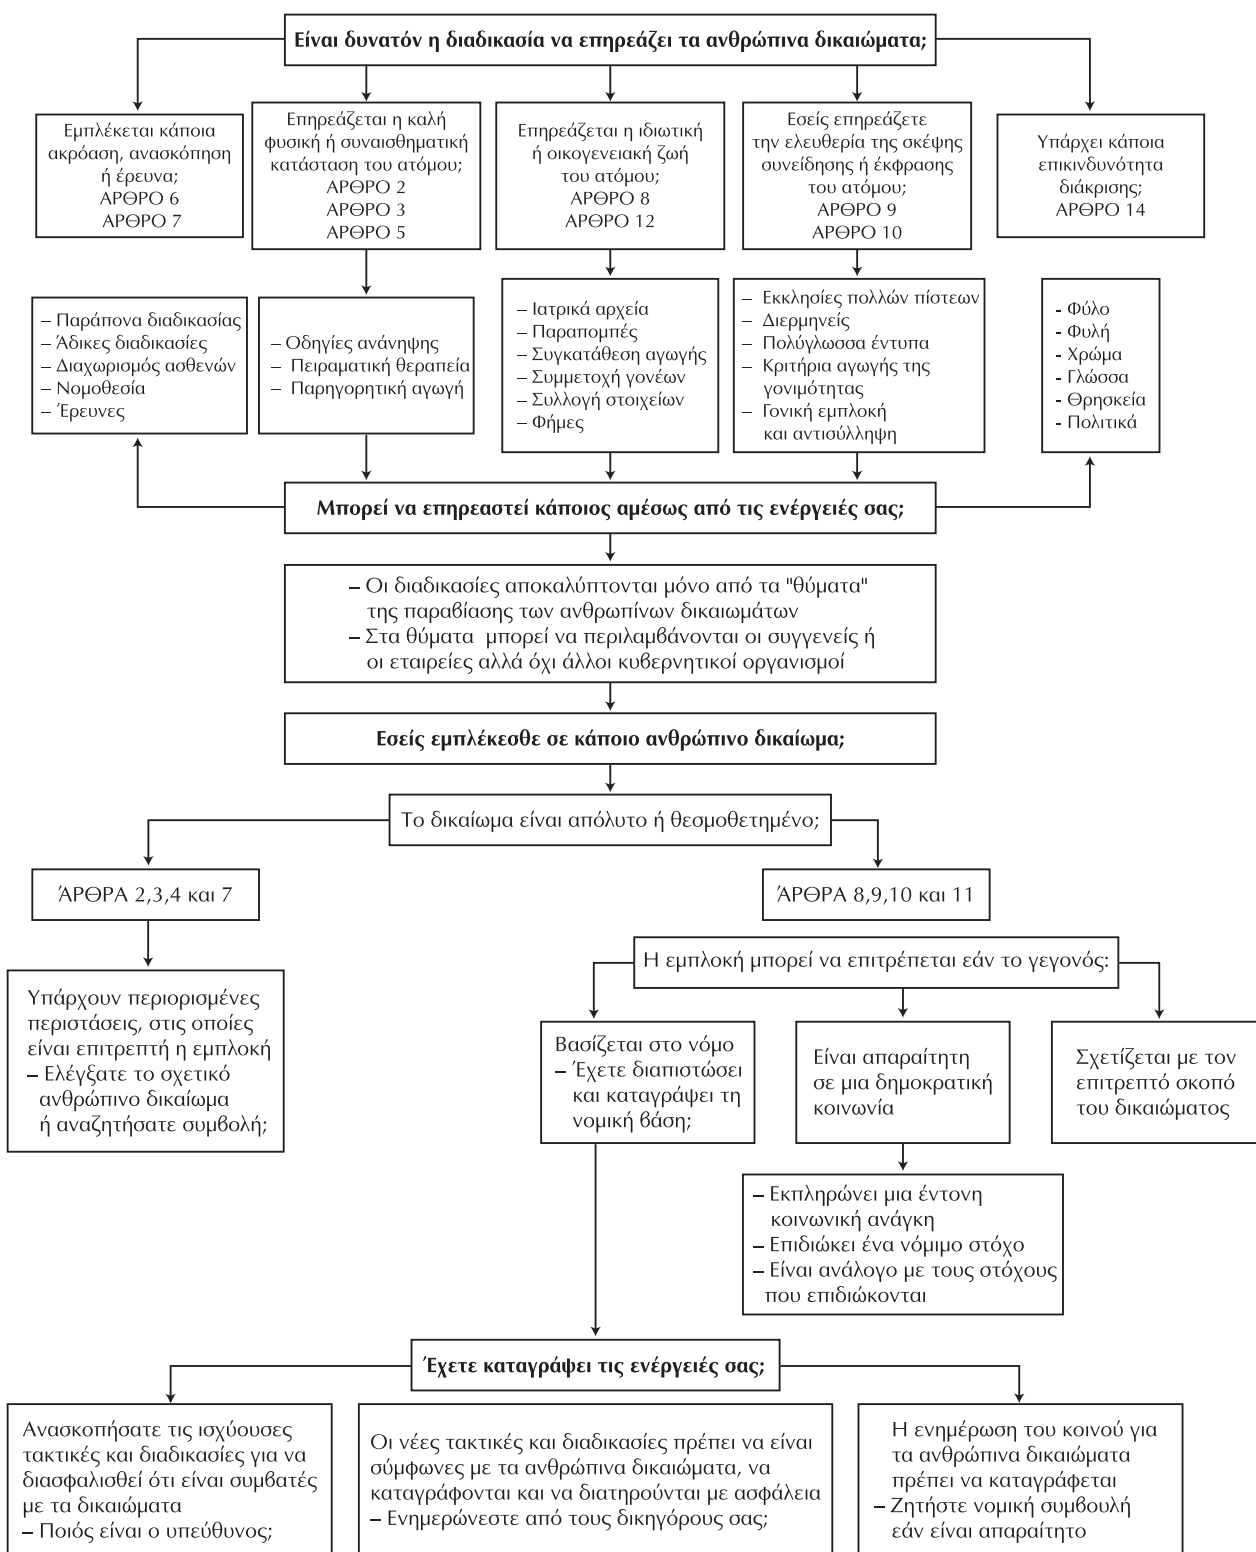 Είναι δυνατόν η διαδικασία να επηρεάζει τα ανθρώπινα δικαιώματα;
Εμπλέκεται κάποια
ακρόαση, ανασκόπηση
ή έρευνα;
ΑΡΘΡΟ 6
ΑΡΘΡΟ 7
Επηρεάζεται η καλή
φυσική ή συναισθηματική
κατάσταση του ατόμου;
ΑΡΘΡΟ 2
ΑΡΘΡΟ 3
ΑΡΘΡΟ 5
Επηρεάζεται η ιδιωτική
ή οικογενειακή ζωή
του ατόμου;
ΑΡΘΡΟ 8
ΑΡΘΡΟ 12
Εσείς επηρεάζετε
την ελευθερία της σκέψης
συνείδησης ή έκφρασης
του ατόμου;
ΑΡΘΡΟ 9
ΑΡΘΡΟ 10
Υπάρχει κάποια
επικινδυνότητα
διάκρισης;
ΑΡΘΡΟ 14
– Παράπονα διαδικασίας
– Άδικες διαδικασίες
– Διαχωρισμός ασθενών
– Νομοθεσία
– Έρευνες
– Οδηγίες ανάνηψης
– Πειραματική θεραπεία
– Παρηγορητική αγωγή
– Ιατρικά αρχεία
– Παραπομπές
– Συγκατάθεση αγωγής
– Συμμετοχή γονέων
– Συλλογή στοιχείων
– Φήμες
– Εκκλησίες πολλών πίστεων
– Διερμηνείς
– Πολύγλωσσα έντυπα
– Κριτήρια αγωγής της
γονιμότητας
– Γονική εμπλοκή
και αντισύλληψη
- Φύλο
- Φυλή
- Χρώμα
- Γλώσσα
- Θρησκεία
- Πολιτικά
Μπορεί να επηρεαστεί κάποιος αμέσως από τις ενέργειές σας;
– Οι διαδικασίες αποκαλύπτονται μόνο από τα "θύματα"
της παραβίασης των ανθρωπίνων δικαιωμάτων
– Στα θύματα μπορεί να περιλαμβάνονται οι συγγενείς ή
οι εταιρείες αλλά όχι άλλοι κυβερνητικοί οργανισμοί
Εσείς εμπλέκεσθε σε κάποιο ανθρώπινο δικαίωμα;
Το δικαίωμα είναι απόλυτο ή θεσμοθετημένο;
ΆΡΘΡΑ 2,3,4 και 7
ΆΡΘΡΑ 8,9,10 και 11
Υπάρχουν περιορισμένες
περιστάσεις, στις οποίες
είναι επιτρεπτή η εμπλοκή
– Ελέγξατε το σχετικό
ανθρώπινο δικαίωμα
ή αναζητήσατε συμβολή;
Η εμπλοκή μπορεί να επιτρέπεται εάν το γεγονός:
Βασίζεται στο νόμο
– Έχετε διαπιστώσει
και καταγράψει τη
νομική βάση;
Είναι απαραίτητη
σε μια δημοκρατική
κοινωνία
Σχετίζεται με τον
επιτρεπτό σκοπό
του δικαιώματος
– Εκπληρώνει μια έντονη
κοινωνική ανάγκη
– Επιδιώκει ένα νόμιμο στόχο
– Είναι ανάλογο με τους στόχους
που επιδιώκονται
Έχετε καταγράψει τις ενέργειές σας;
Ανασκοπήσατε τις ισχύουσες
τακτικές και διαδικασίες για να
διασφαλισθεί ότι είναι συμβατές
με τα δικαιώματα
– Ποιός είναι ο υπεύθυνος;
Οι νέες τακτικές και διαδικασίες πρέπει να είναι
σύμφωνες με τα ανθρώπινα δικαιώματα, να
καταγράφονται και να διατηρούνται με ασφάλεια
– Ενημερώνεστε από τους δικηγόρους σας;
Η ενημέρωση του κοινού για
τα ανθρώπινα δικαιώματα
πρέπει να καταγράφεται
– Ζητήστε νομική συμβουλή
εάν είναι απαραίτητο